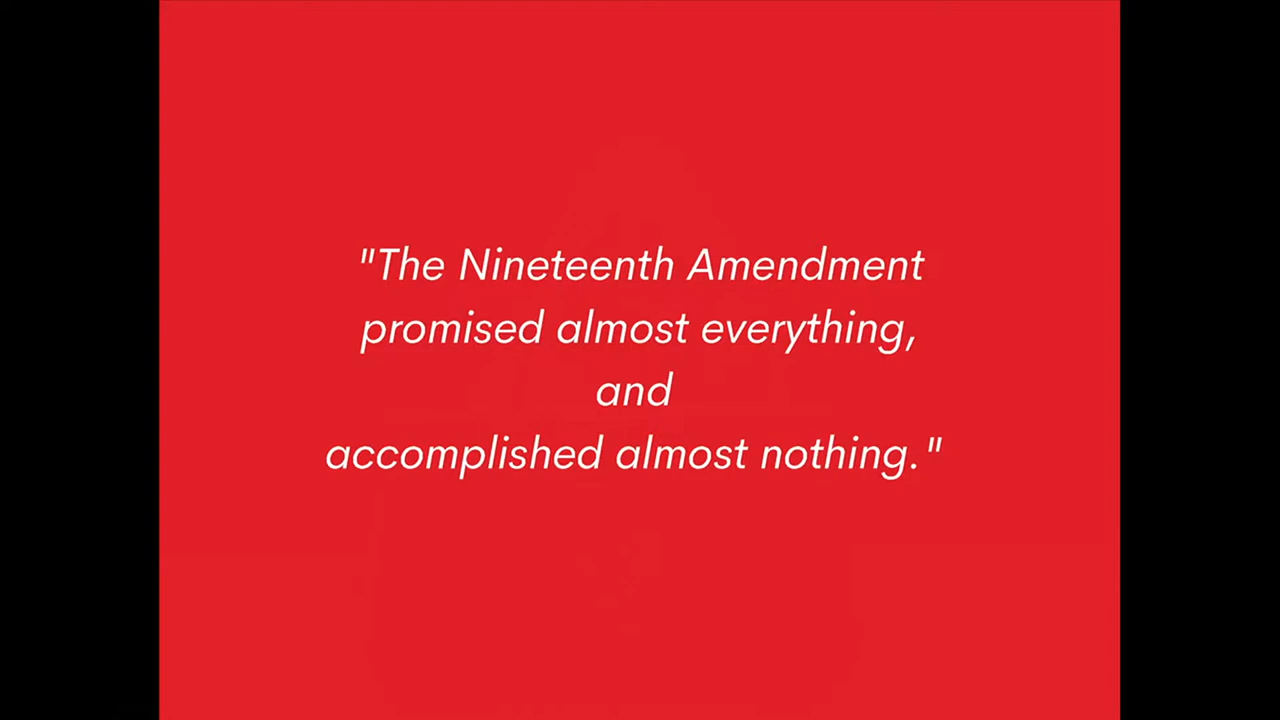 "The Nineteenth Amendment
promised almost everything,
and
accomplished almost nothing."